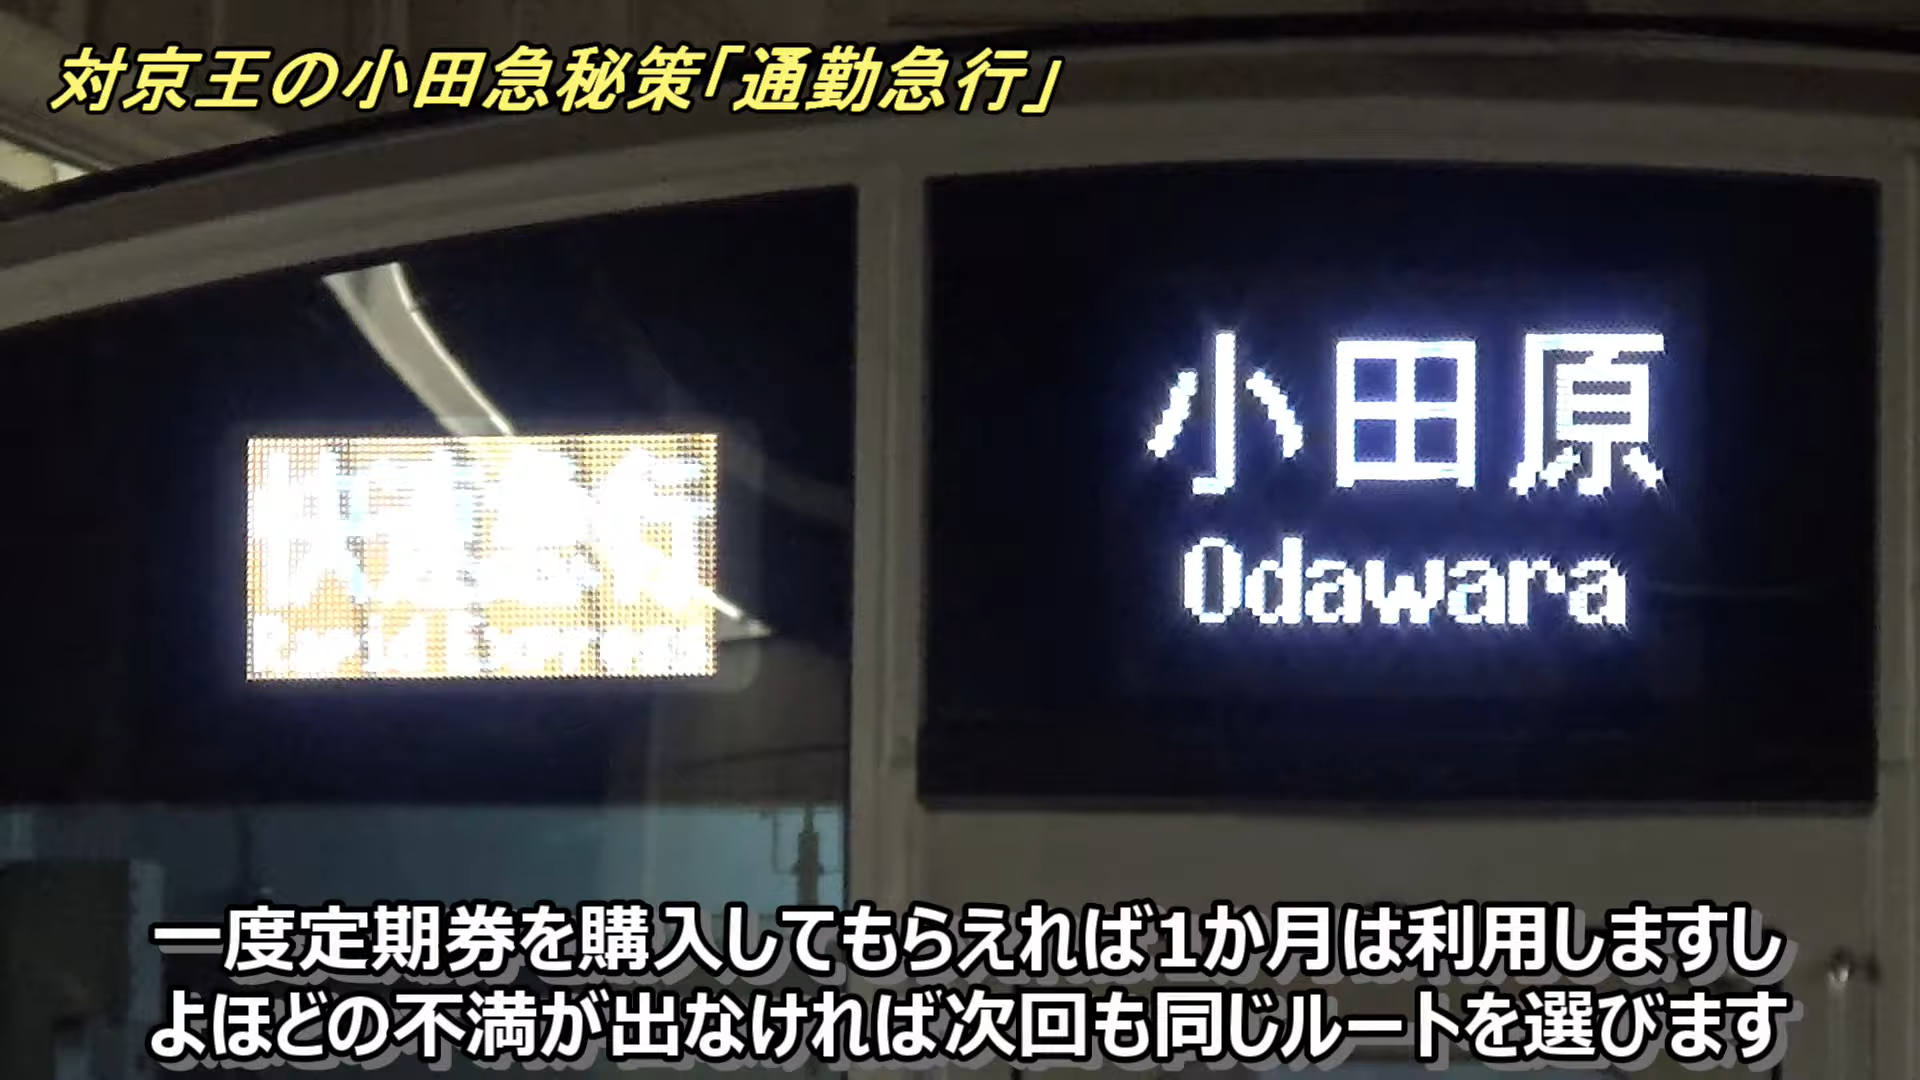 対京王の小田急秘策「通勤急行」
小田原
Odawara
一度定期券を購入してもらえれば1か月は利用しますし
よほどの不満が出なければ次回も同じルートを選びます